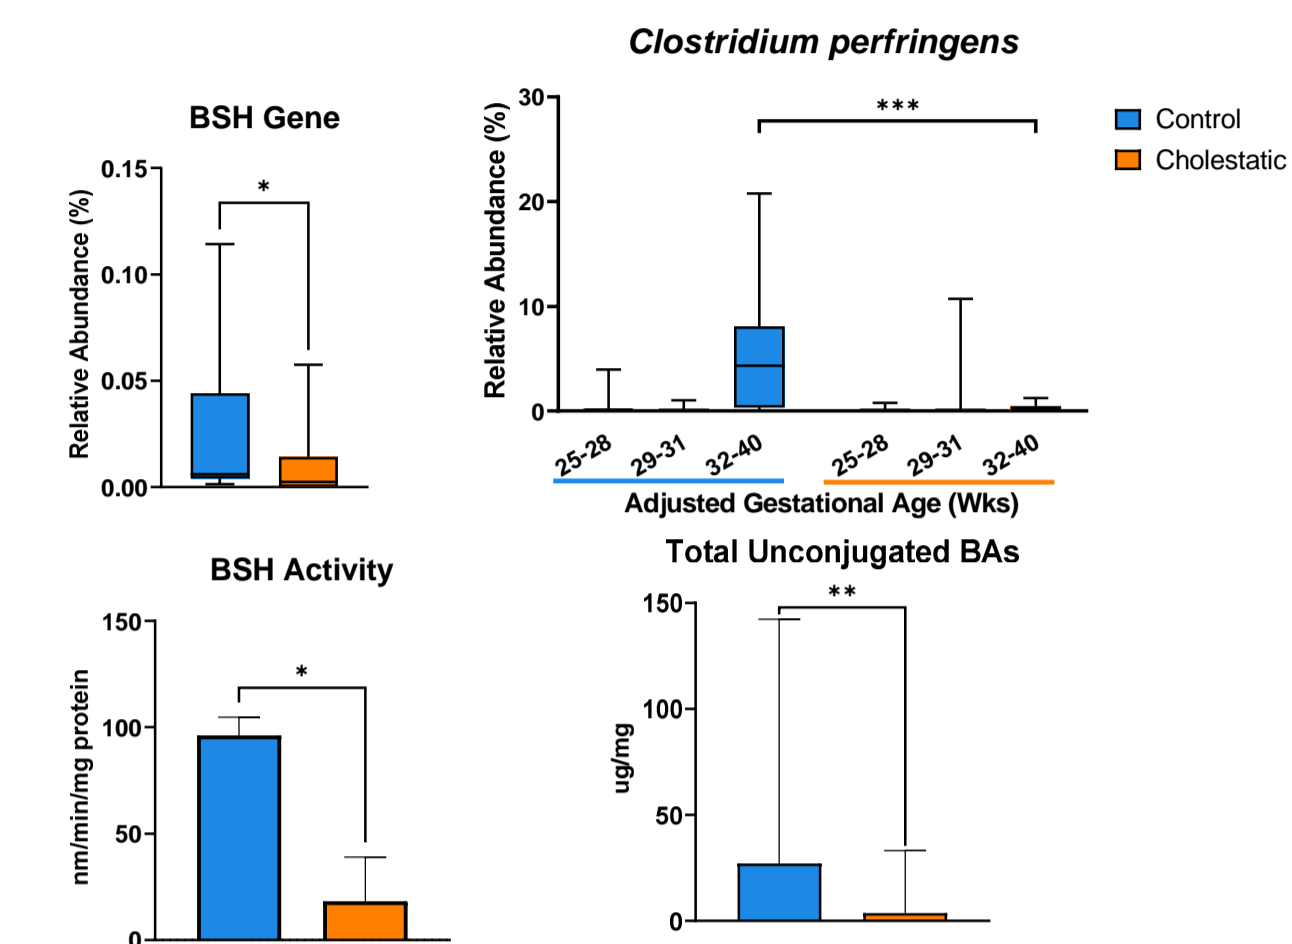 Clostridium perfringens
BSH Gene
Relative Abundance (%)
0.15
0.10
0.05
0.00
*
Relative Abundance (%)
30
20
10
0
***
25-28
29-31
32-40
25-28
29-31
32-40
Adjusted Gestational Age (Wks)
Control
Cholestatic
BSH Activity
nm/min/mg protein
150
100
50
0
*
Total Unconjugated BAs
ug/mg
150
100
50
0
**